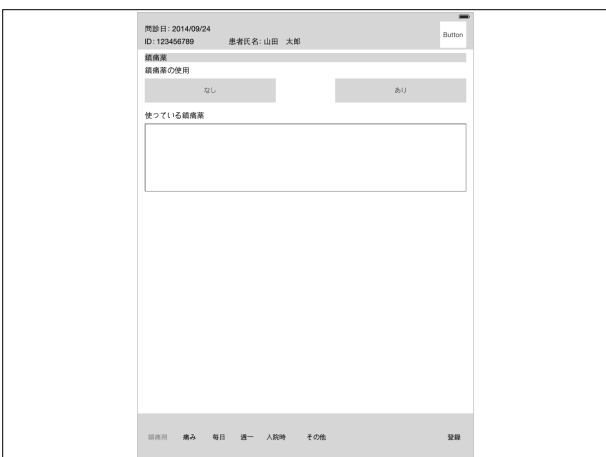 問診日: 2014/09/24
Button
ID: 123456789 患者氏名: 山田 太郎
鎮痛薬
鎮痛薬の使用
なし あり
使っている鎮痛薬
鎮痛剤 痛み 毎日 週一 入院時 その他 登録